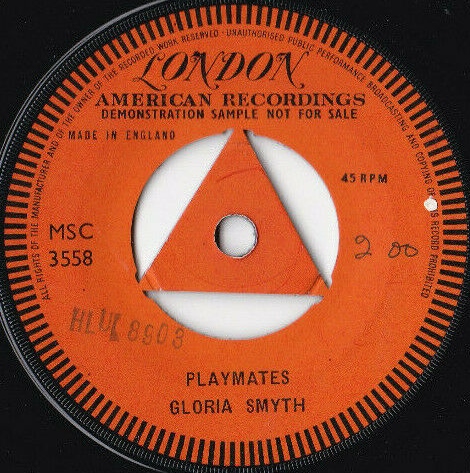 ALL RIGHTS OF THE MANUFACTURER AND OF THE OWNER OF THE RECORDED WORK RESERVED · UNAUTHORISED PUBLIC PERFORMANCE BROADCASTING AND COPYING OF THIS RECORD PROHIBITED
LONDON
AMERICAN RECORDINGS
DEMONSTRATION SAMPLE NOT FOR SALE
MADE IN ENGLAND
45 RPM
MSC
3558
2 00
8903
PLAYMATES
GLORIA SMYTH